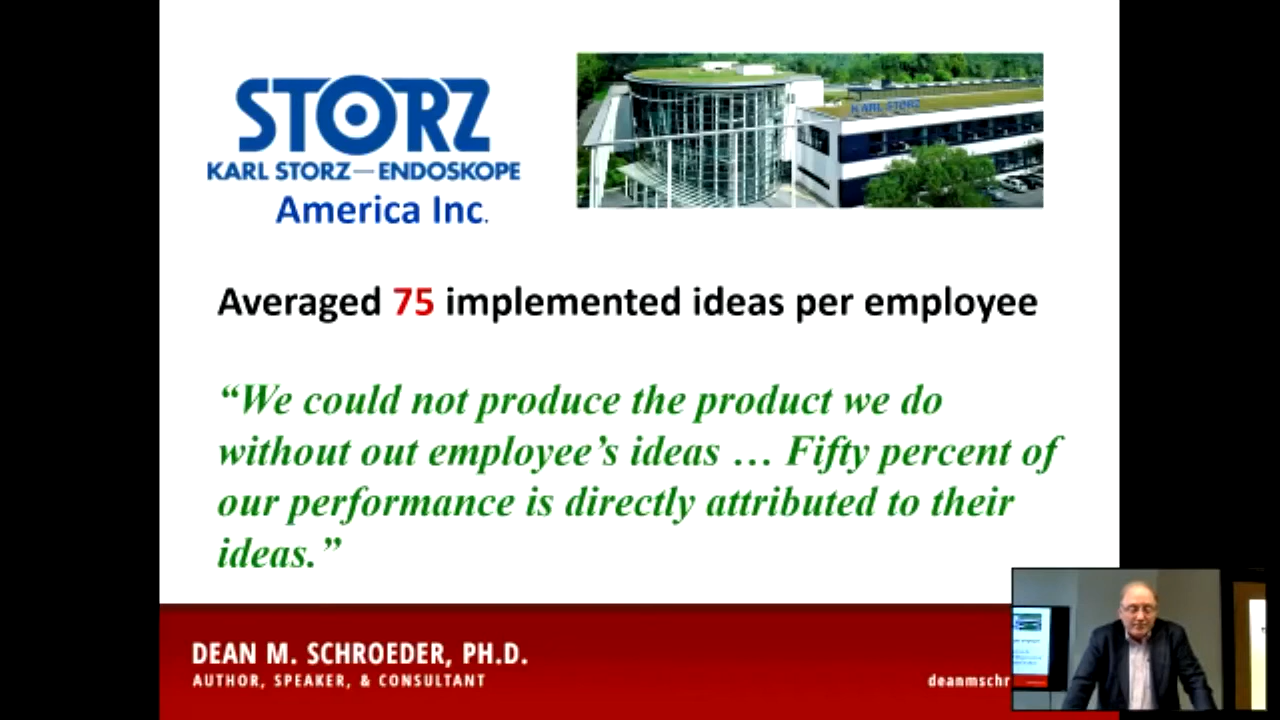 STORZ
KARL STORZ—ENDOSKOPE
America Inc.
KARL STORZ
Averaged 75 implemented ideas per employee
“We could not produce the product we do
without out employee’s ideas … Fifty percent of
our performance is directly attributed to their
ideas.”
DEAN M. SCHROEDER, PH.D.
AUTHOR, SPEAKER, & CONSULTANT
deanmschr